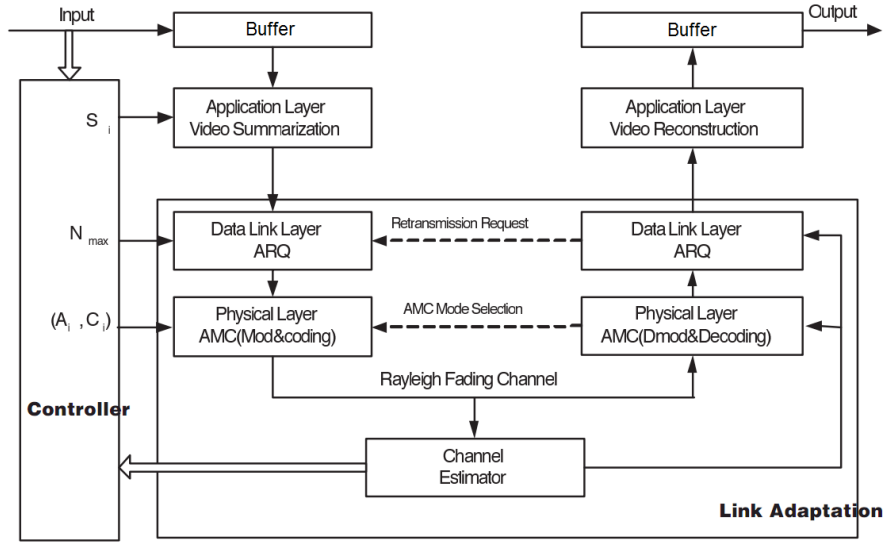 Input
Output
Buffer
Buffer
Application Layer
Video Summarization
Application Layer
Video Reconstruction
S i
N max
(A i , C i)
Data Link Layer
ARQ
Retransmission Request
Data Link Layer
ARQ
Physical Layer
AMC(Mod&coding)
AMC Mode Selection
Physical Layer
AMC(Dmod&Decoding)
Rayleigh Fading Channel
Controller
Channel
Estimator
Link Adaptation